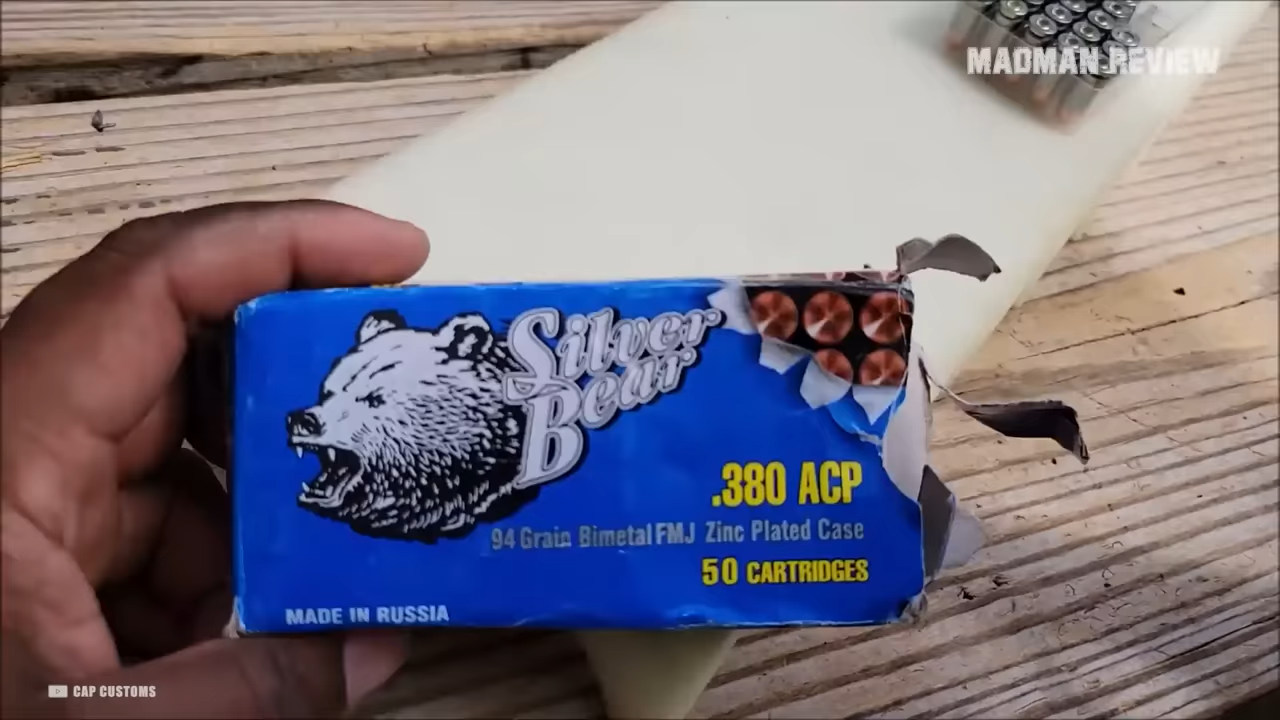 MADMAN REVIEW
Silver
Bear
.380 ACP
94 Grain Bimetal FMJ Zinc Plated Case
50 CARTRIDGES
MADE IN RUSSIA
CAP CUSTOMS